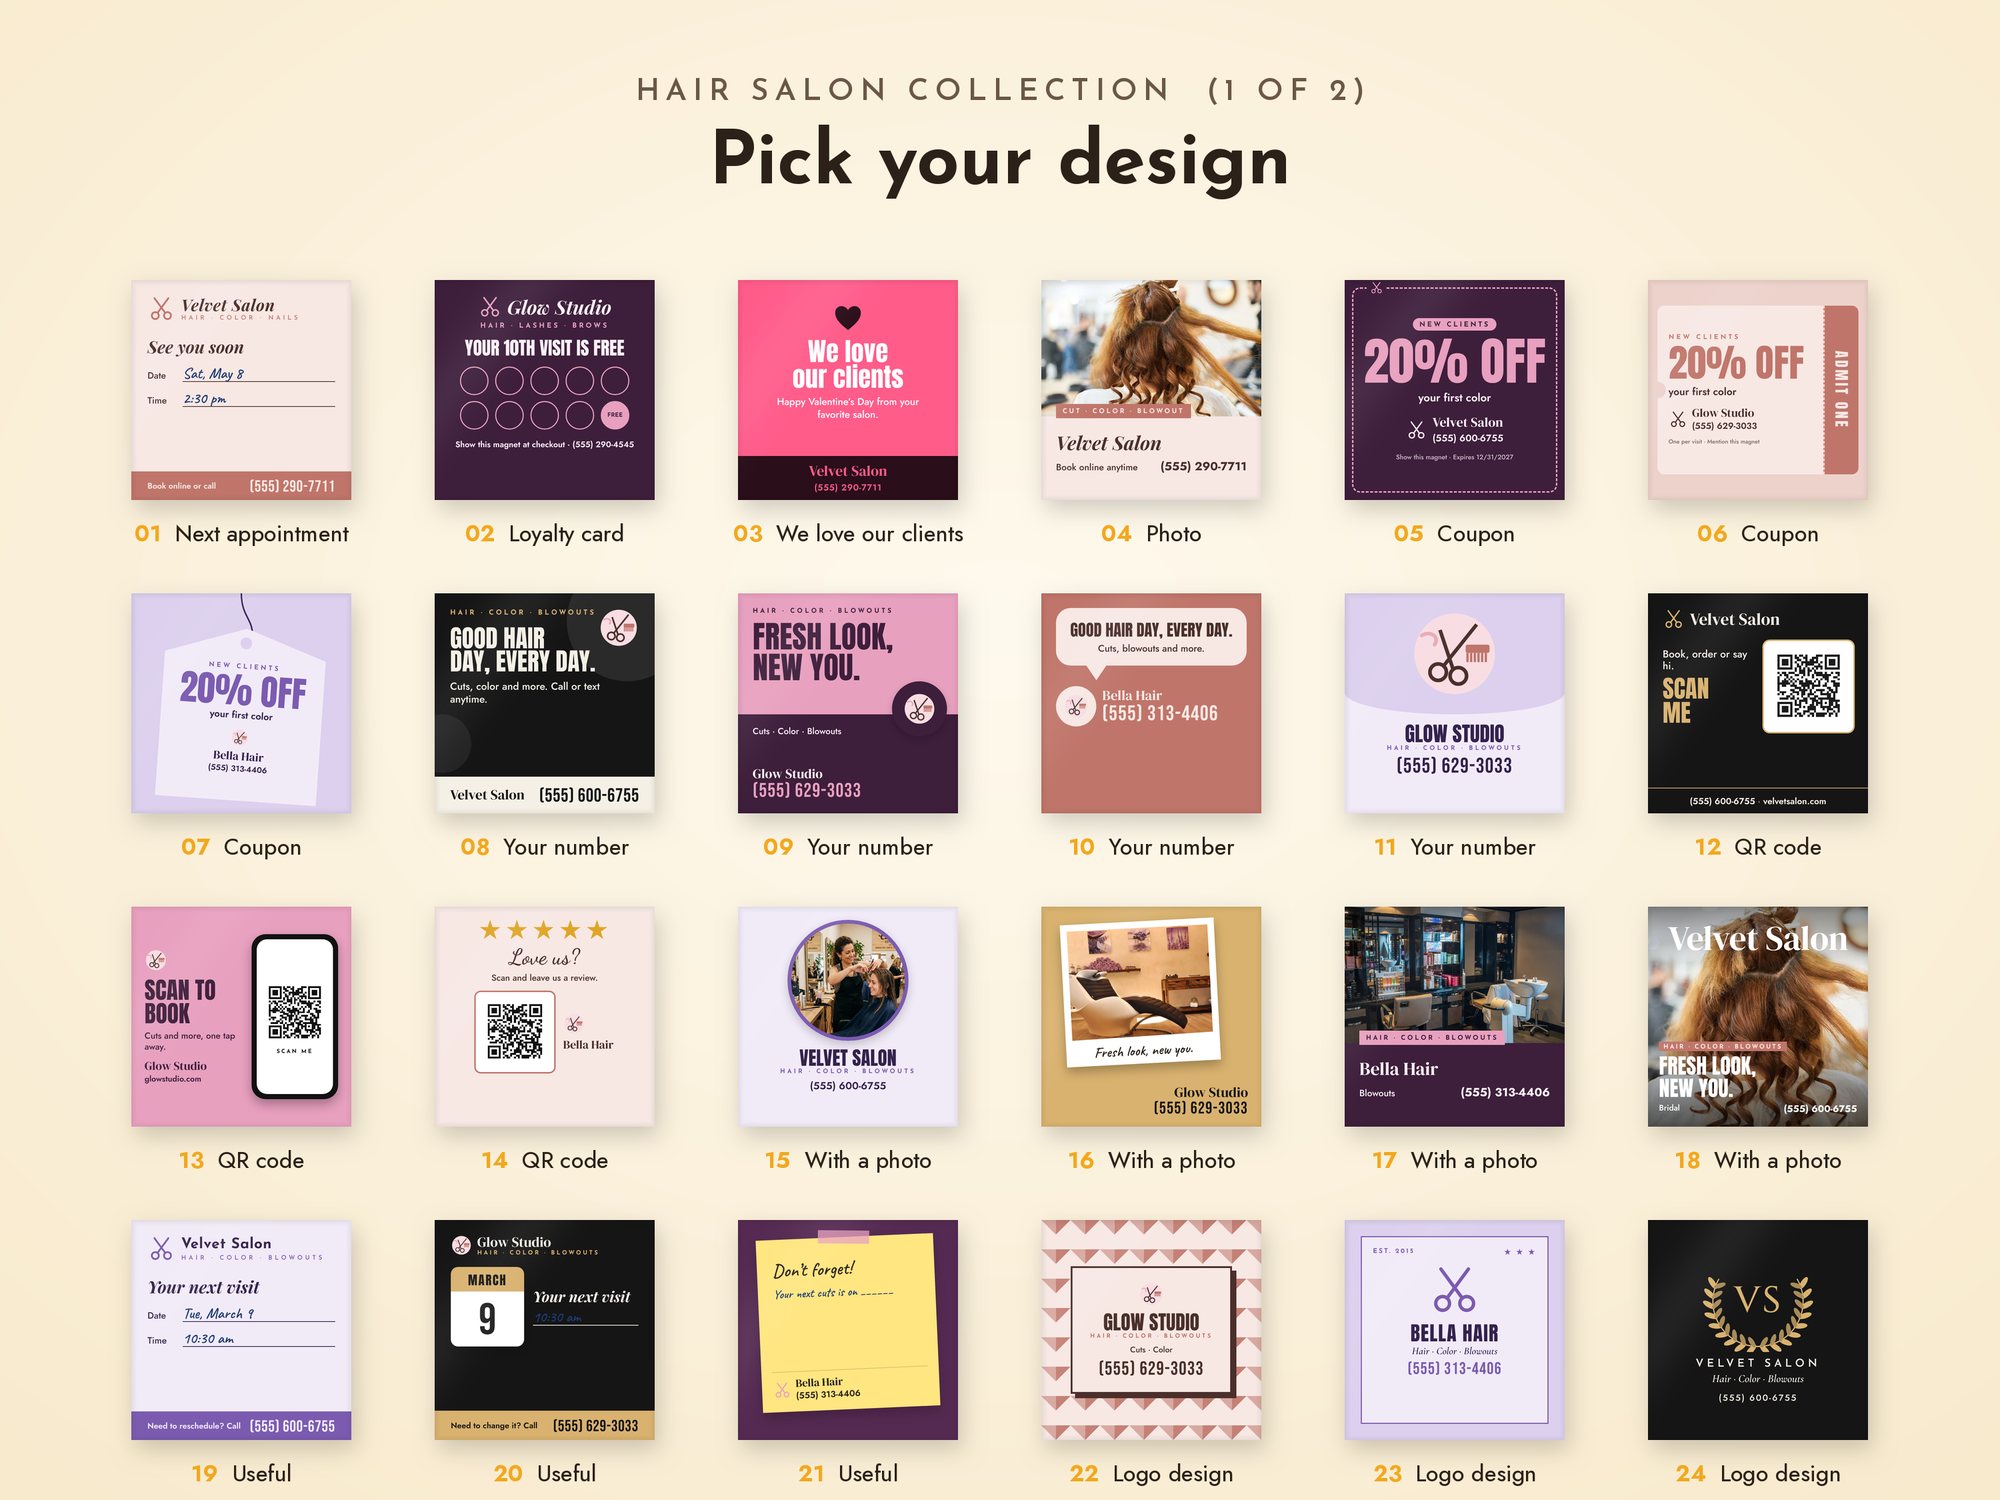 HAIR SALON COLLECTION (1 OF 2)
Pick your design
Velvet Salon
HAIR · COLOR · NAILS
See you soon
Date Sat, May 8
Time 2:30 pm
Book online or call (555) 290-7711
01 Next appointment
Glow Studio
HAIR · LASHES · BROWS
YOUR 10TH VISIT IS FREE
FREE
Show this magnet at checkout · (555) 290-4545
02 Loyalty card
We love
our clients
Happy Valentine's Day from your
favorite salon.
Velvet Salon
(555) 290-7711
03 We love our clients
CUT · COLOR · BLOWOUT
Velvet Salon
Book online anytime (555) 290-7711
04 Photo
NEW CLIENTS
20% OFF
your first color
Velvet Salon
(555) 600-6755
Show this magnet · Expires 12/31/2027
05 Coupon
NEW CLIENTS
20% OFF
your first color
Glow Studio
(555) 629-3033
One per visit · Mention this magnet
ADMIT ONE
06 Coupon
NEW CLIENTS
20% OFF
your first color
Bella Hair
(555) 313-4406
07 Coupon
HAIR · COLOR · BLOWOUTS
GOOD HAIR
DAY, EVERY DAY.
Cuts, color and more. Call or text
anytime.
Velvet Salon (555) 600-6755
08 Your number
HAIR · COLOR · BLOWOUTS
FRESH LOOK,
NEW YOU.
Cuts · Color · Blowouts
Glow Studio
(555) 629-3033
09 Your number
GOOD HAIR DAY, EVERY DAY.
Cuts, blowouts and more.
Bella Hair
(555) 313-4406
10 Your number
GLOW STUDIO
HAIR · COLOR · BLOWOUTS
(555) 629-3033
11 Your number
Velvet Salon
Book, order or say
hi.
SCAN
ME
(555) 600-6755 · velvetsalon.com
12 QR code
SCAN TO
BOOK
Cuts and more, one tap
away.
Glow Studio
glowstudio.com
SCAN ME
13 QR code
Love us?
Scan and leave us a review.
Bella Hair
14 QR code
VELVET SALON
HAIR · COLOR · BLOWOUTS
(555) 600-6755
15 With a photo
Fresh look, new you.
Glow Studio
(555) 629-3033
16 With a photo
HAIR · COLOR · BLOWOUTS
Bella Hair
Blowouts (555) 313-4406
17 With a photo
Velvet Salon
HAIR · COLOR · BLOWOUTS
FRESH LOOK,
NEW YOU.
Bridal (555) 600-6755
18 With a photo
Velvet Salon
HAIR · COLOR · BLOWOUTS
Your next visit
Date Tue, March 9
Time 10:30 am
Need to reschedule? Call (555) 600-6755
19 Useful
Glow Studio
HAIR · COLOR · BLOWOUTS
MARCH
9
Your next visit
10:30 am
Need to change it? Call (555) 629-3033
20 Useful
Don't forget!
Your next cuts is on ______
Bella Hair
(555) 313-4406
21 Useful
GLOW STUDIO
HAIR · COLOR · BLOWOUTS
Cuts · Color
(555) 629-3033
22 Logo design
EST. 2015
BELLA HAIR
Hair · Color · Blowouts
(555) 313-4406
23 Logo design
VS
VELVET SALON
Hair · Color · Blowouts
(555) 600-6755
24 Logo design